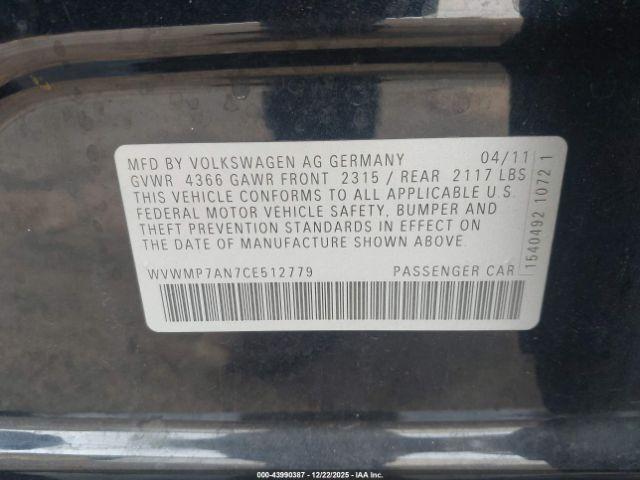 MFD BY VOLKSWAGEN AG GERMANY 04/11
GVWR 4366 GAWR FRONT 2315 / REAR 2117 LBS
THIS VEHICLE CONFORMS TO ALL APPLICABLE U.S.
FEDERAL MOTOR VEHICLE SAFETY, BUMPER AND
THEFT PREVENTION STANDARDS IN EFFECT ON
THE DATE OF MANUFACTURE SHOWN ABOVE.
WVWMP7AN7CE512779 PASSENGER CAR
1540492 1072 1
000-43990387 - 12/22/2025 - IAA, Inc.